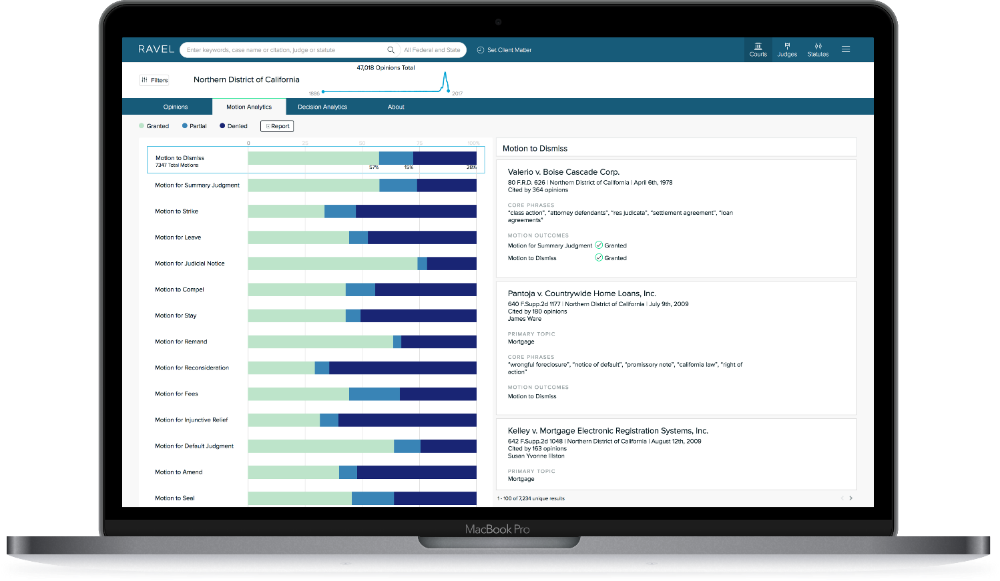 RAVEL
Enter keywords, case name or citation, judge or statute
All Federal and State
Set Client Matter
Courts
Judges
Statutes
Filters
Northern District of California
47,018 Opinions Total
1886
2017
Opinions
Motion Analytics
Decision Analytics
About
Granted
Partial
Denied
Report
0
25
50
75
100%
Motion to Dismiss
7347 Total Motions
57%
15%
28%
Motion for Summary Judgment
Motion to Strike
Motion for Leave
Motion for Judicial Notice
Motion to Compel
Motion for Stay
Motion for Remand
Motion for Reconsideration
Motion for Fees
Motion for Injunctive Relief
Motion for Default Judgment
Motion to Amend
Motion to Seal
Motion to Dismiss
Valerio v. Boise Cascade Corp.
80 F.R.D. 626 | Northern District of California | April 6th, 1978
Cited by 364 opinions
CORE PHRASES
“class action”, “attorney defendants”, “res judicata”, “settlement agreement”, “loan
agreements”
MOTION OUTCOMES
Motion for Summary Judgment Granted
Motion to Dismiss Granted
Pantoja v. Countrywide Home Loans, Inc.
640 F.Supp.2d 1177 | Northern District of California | July 9th, 2009
Cited by 180 opinions
James Ware
PRIMARY TOPIC
Mortgage
CORE PHRASES
“wrongful foreclosure”, “notice of default”, “promissory note”, “california law”, “right of
action”
MOTION OUTCOMES
Motion to Dismiss
Kelley v. Mortgage Electronic Registration Systems, Inc.
642 F.Supp.2d 1048 | Northern District of California | August 12th, 2009
Cited by 163 opinions
Susan Yvonne Illston
PRIMARY TOPIC
Mortgage
1 - 100 of 7,234 unique results
MacBook Pro